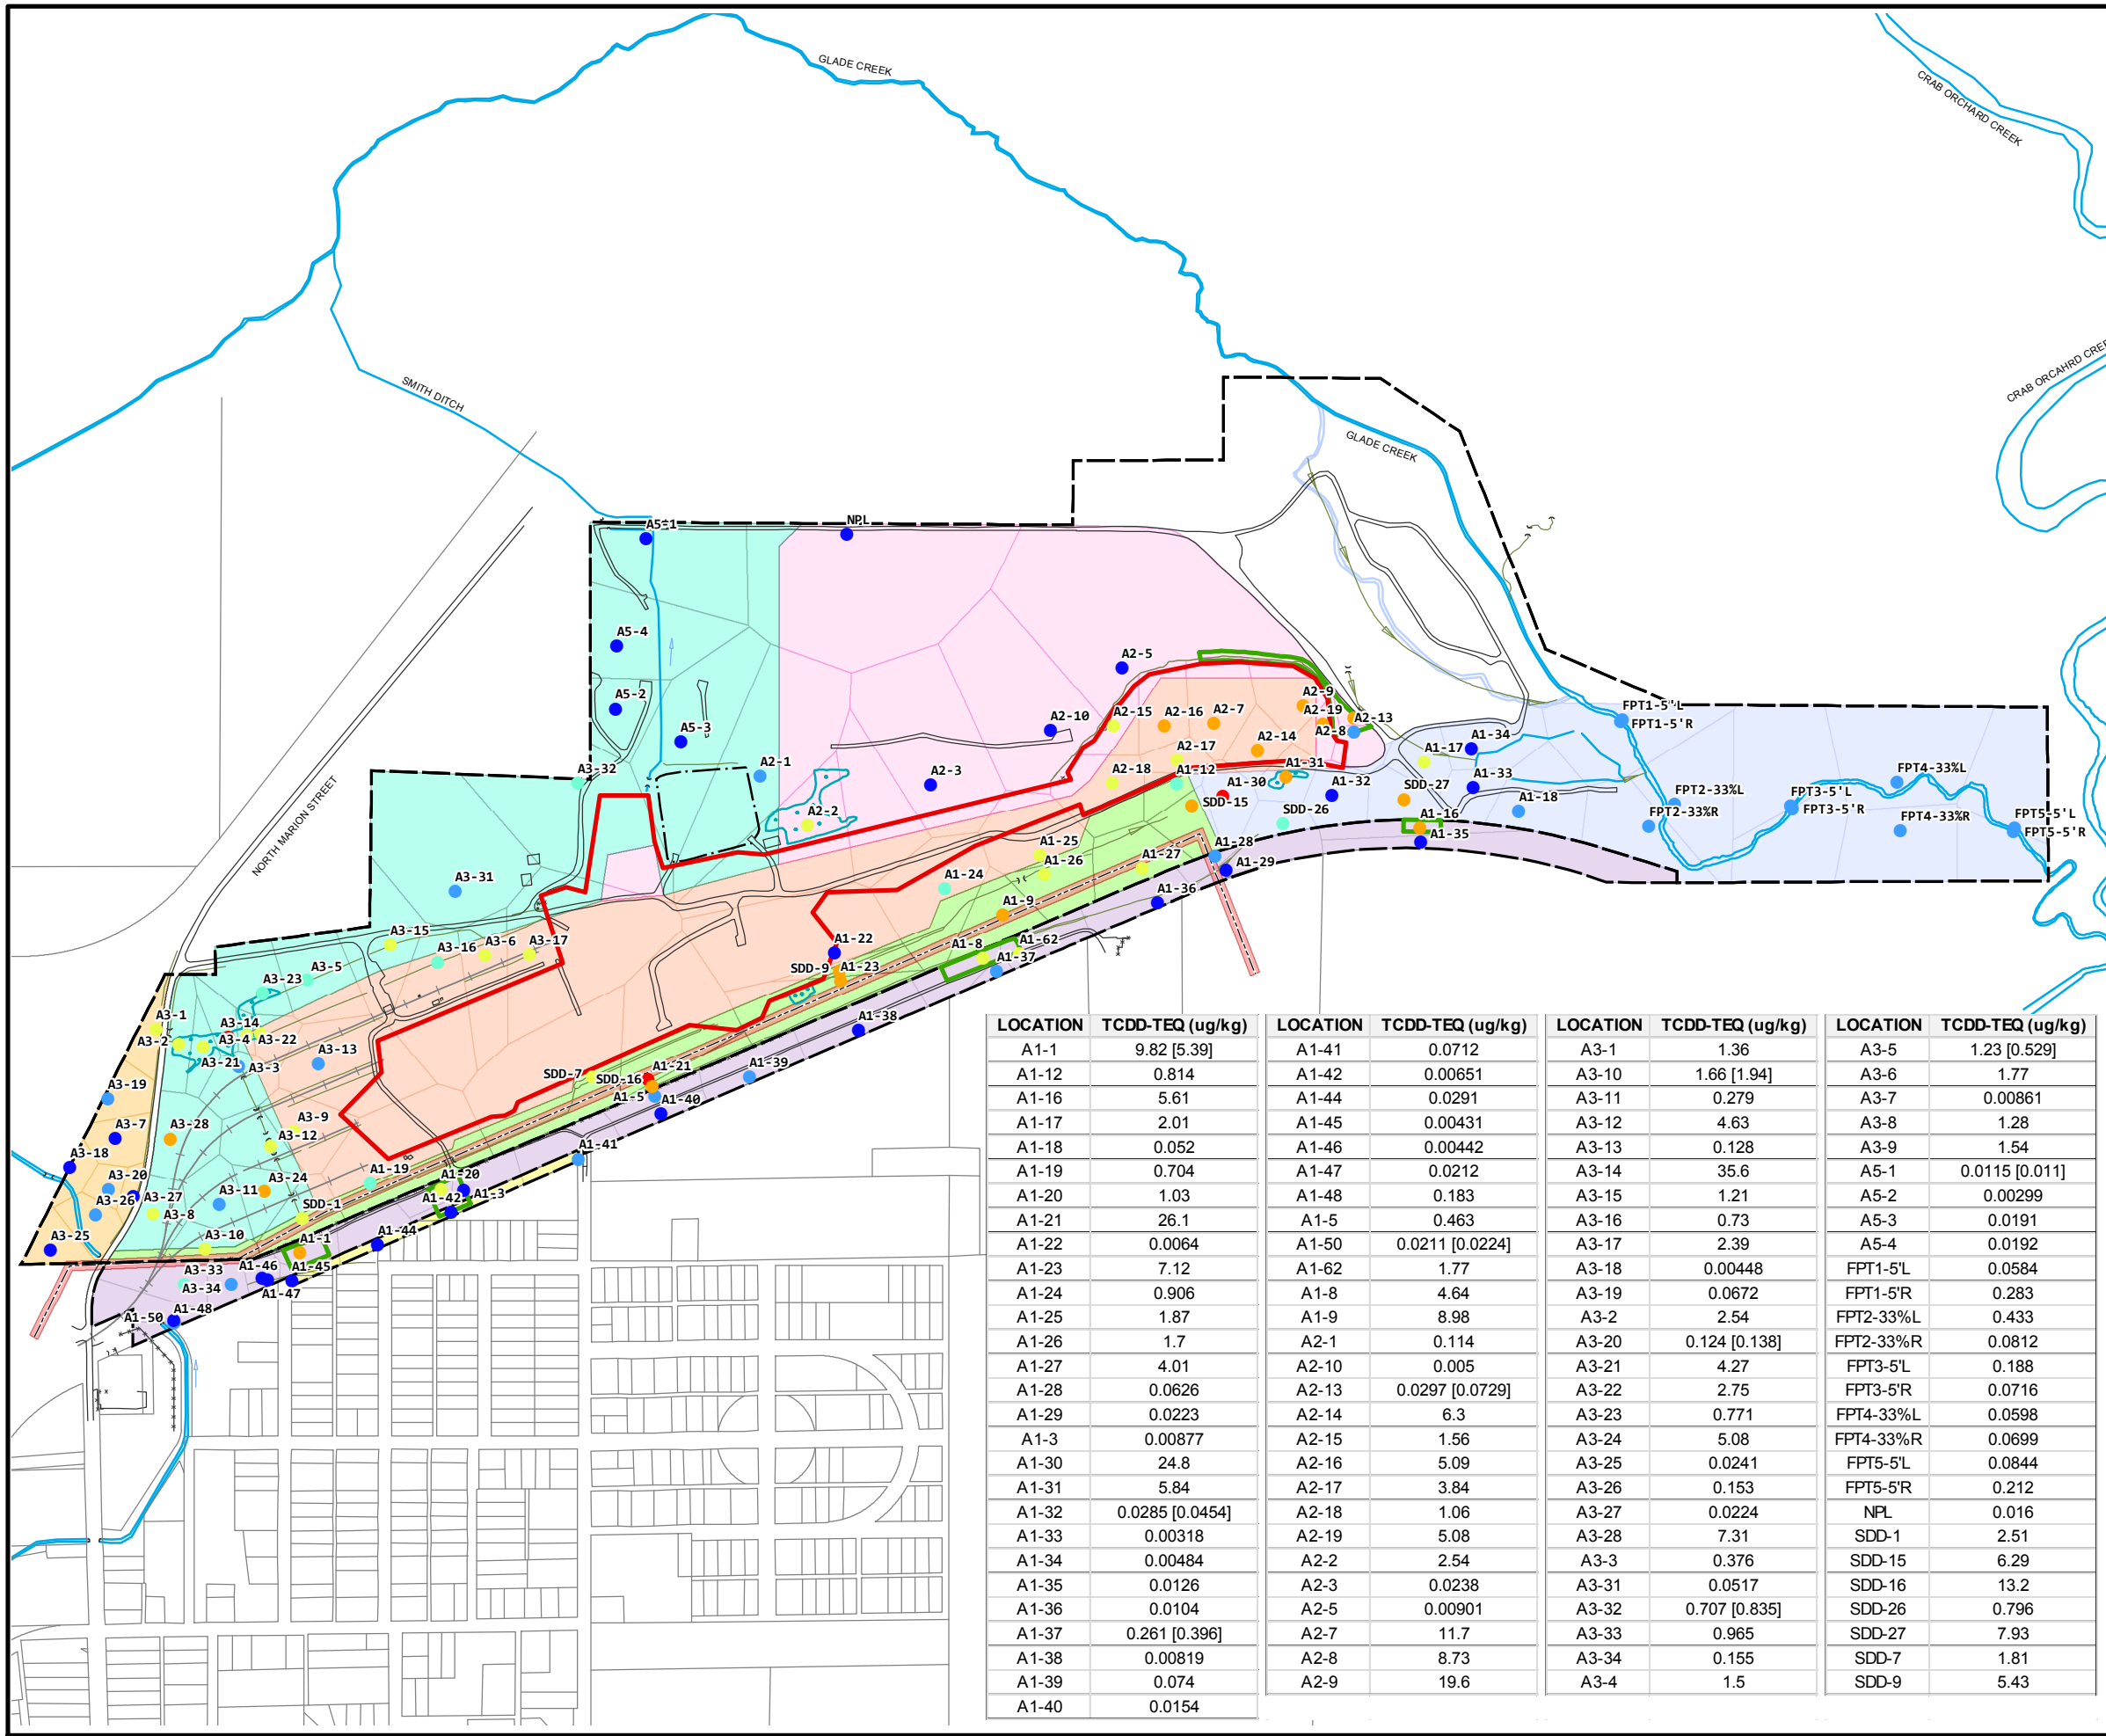 GLADE CREEK
CRAB ORCHARD CREEK
SMITH DITCH
CRAB ORCAHRD CREE
GLADE CREEK
NORTH MARION STREET
A5-1
NPL
A5-4
A5-2
A5-3
A2-5
A2-10
A2-15
A2-16
A2-7
A2-9
A2-19
A2-13
A2-8
A2-14
A2-17
A2-18
A1-12
A1-31
A1-30
A1-32
SDD-15
SDD-26
A1-17
A1-34
A1-33
SDD-27
A1-18
A1-16
A1-35
FPT1-5'L
FPT1-5'R
FPT2-33%L
FPT2-33%R
FPT3-5'L
FPT3-5'R
FPT4-33%L
FPT4-33%R
FPT5-5'L
FPT5-5'R
A3-32
A2-1
A2-3
A2-2
A3-31
A1-25
A1-26
A1-27
A1-28
A1-29
A1-24
A1-36
A1-9
A1-8
A1-62
A1-37
A1-22
SDD-9
A1-23
A1-38
A3-15
A3-16
A3-6
A3-17
A3-23
A3-5
A3-1
A3-14
A3-2
A3-4
A3-22
A3-21
A3-3
A3-13
A1-39
SDD-7
SDD-16
A1-21
A1-5
A1-40
A3-19
A3-7
A3-28
A3-9
A3-12
A3-18
A1-41
A3-20
A3-26
A3-27
A3-8
A3-11
A3-24
A1-19
A1-20
A1-42
A1-3
SDD-1
A3-25
A3-10
A1-1
A1-44
A3-33
A1-46
A1-45
A3-34
A1-47
A1-50
A1-48
LOCATION TCDD-TEQ (ug/kg) LOCATION TCDD-TEQ (ug/kg) LOCATION TCDD-TEQ (ug/kg) LOCATION TCDD-TEQ (ug/kg)
A1-1 9.82 [5.39] A1-41 0.0712 A3-1 1.36 A3-5 1.23 [0.529]
A1-12 0.814 A1-42 0.00651 A3-10 1.66 [1.94] A3-6 1.77
A1-16 5.61 A1-44 0.0291 A3-11 0.279 A3-7 0.00861
A1-17 2.01 A1-45 0.00431 A3-12 4.63 A3-8 1.28
A1-18 0.052 A1-46 0.00442 A3-13 0.128 A3-9 1.54
A1-19 0.704 A1-47 0.0212 A3-14 35.6 A5-1 0.0115 [0.011]
A1-20 1.03 A1-48 0.183 A3-15 1.21 A5-2 0.00299
A1-21 26.1 A1-5 0.463 A3-16 0.73 A5-3 0.0191
A1-22 0.0064 A1-50 0.0211 [0.0224] A3-17 2.39 A5-4 0.0192
A1-23 7.12 A1-62 1.77 A3-18 0.00448 FPT1-5'L 0.0584
A1-24 0.906 A1-8 4.64 A3-19 0.0672 FPT1-5'R 0.283
A1-25 1.87 A1-9 8.98 A3-2 2.54 FPT2-33%L 0.433
A1-26 1.7 A2-1 0.114 A3-20 0.124 [0.138] FPT2-33%R 0.0812
A1-27 4.01 A2-10 0.005 A3-21 4.27 FPT3-5'L 0.188
A1-28 0.0626 A2-13 0.0297 [0.0729] A3-22 2.75 FPT3-5'R 0.0716
A1-29 0.0223 A2-14 6.3 A3-23 0.771 FPT4-33%L 0.0598
A1-3 0.00877 A2-15 1.56 A3-24 5.08 FPT4-33%R 0.0699
A1-30 24.8 A2-16 5.09 A3-25 0.0241 FPT5-5'L 0.0844
A1-31 5.84 A2-17 3.84 A3-26 0.153 FPT5-5'R 0.212
A1-32 0.0285 [0.0454] A2-18 1.06 A3-27 0.0224 NPL 0.016
A1-33 0.00318 A2-19 5.08 A3-28 7.31 SDD-1 2.51
A1-34 0.00484 A2-2 2.54 A3-3 0.376 SDD-15 6.29
A1-35 0.0126 A2-3 0.0238 A3-31 0.0517 SDD-16 13.2
A1-36 0.0104 A2-5 0.00901 A3-32 0.707 [0.835] SDD-26 0.796
A1-37 0.261 [0.396] A2-7 11.7 A3-33 0.965 SDD-27 7.93
A1-38 0.00819 A2-8 8.73 A3-34 0.155 SDD-7 1.81
A1-39 0.074 A2-9 19.6 A3-4 1.5 SDD-9 5.43
A1-40 0.0154